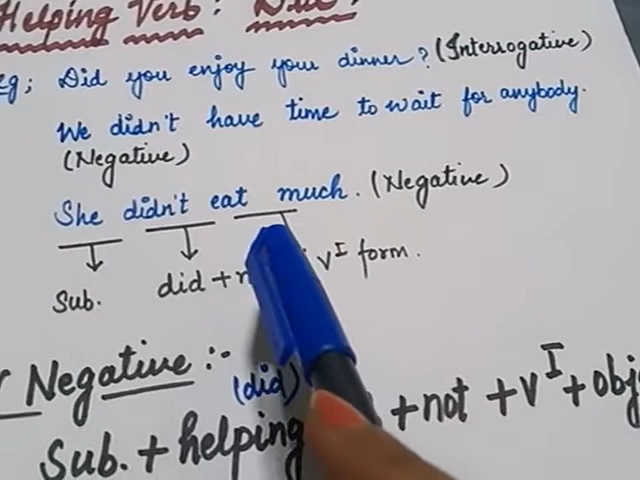 Helping Verb: Did:
Eg; Did you enjoy your dinner? (Interrogative)
We didn't have time to wait for anybody.
(Negative)
She didn't eat much. (Negative)
Sub. did + v I form.
Negative :-
(did)
Sub. + helping + not + v I + obj